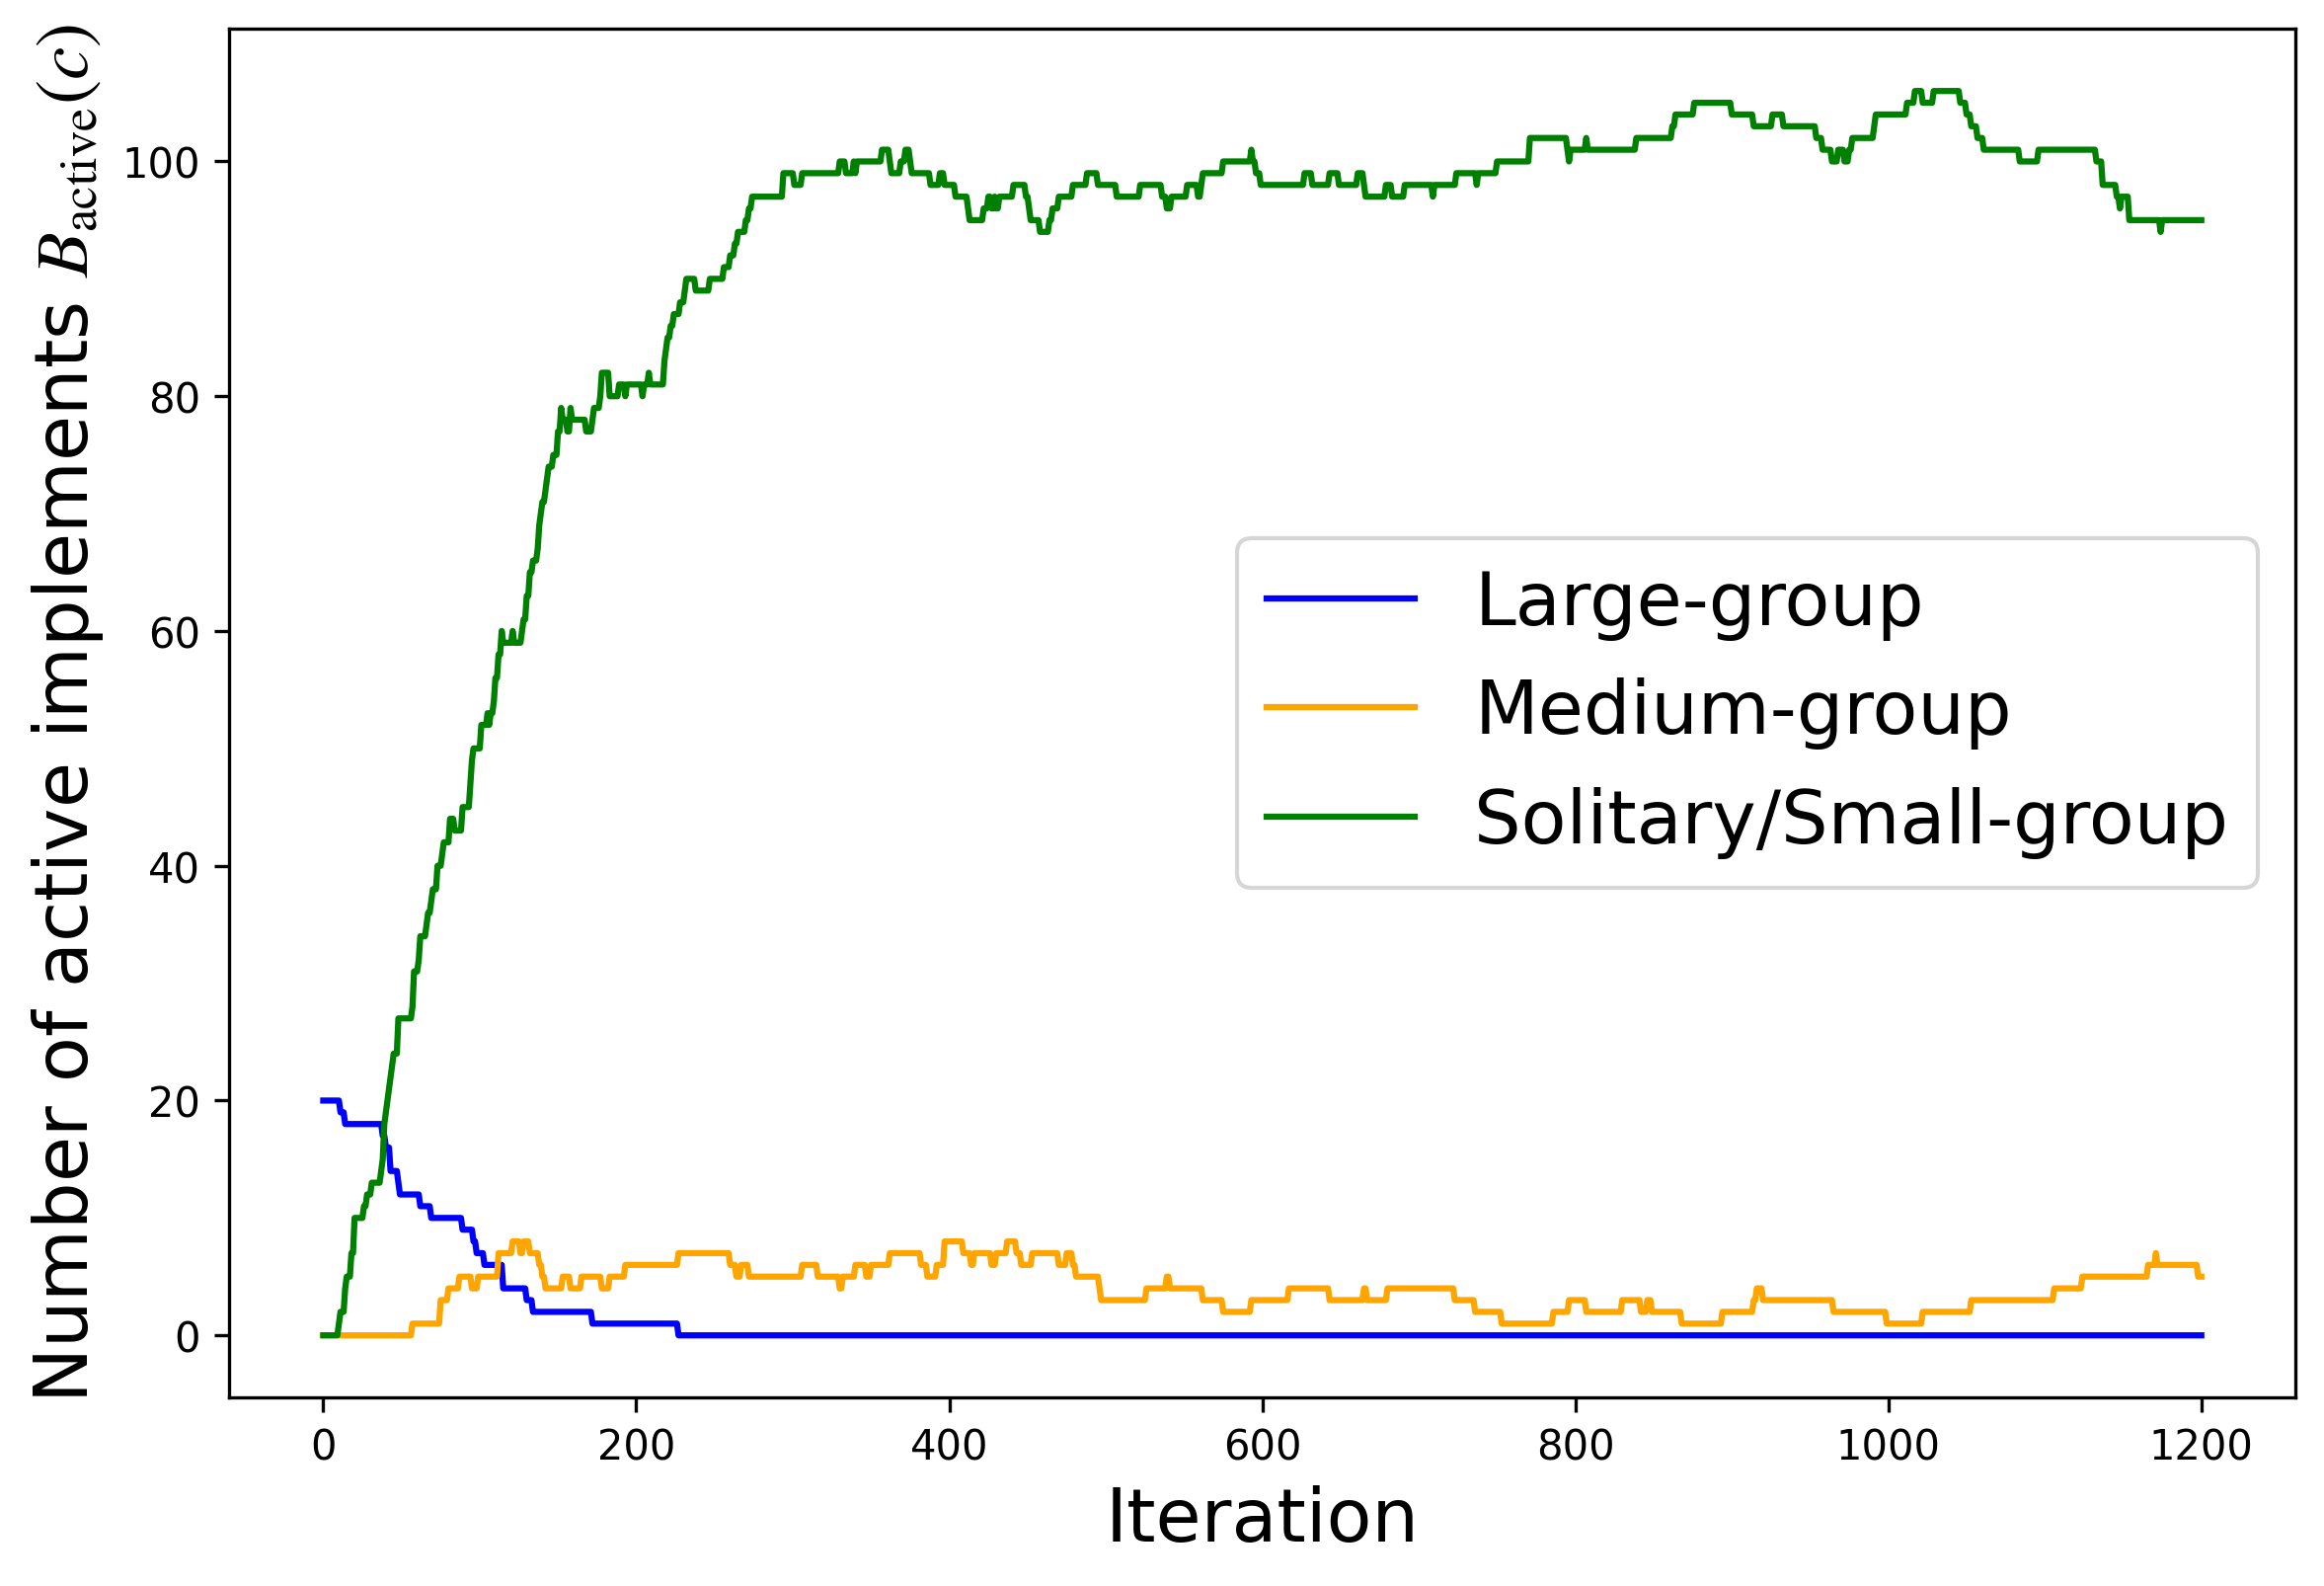 Number of active implements B_active(c)
100
80
60
40
20
0
Large-group
Medium-group
Solitary/Small-group
0 200 400 600 800 1000 1200
Iteration